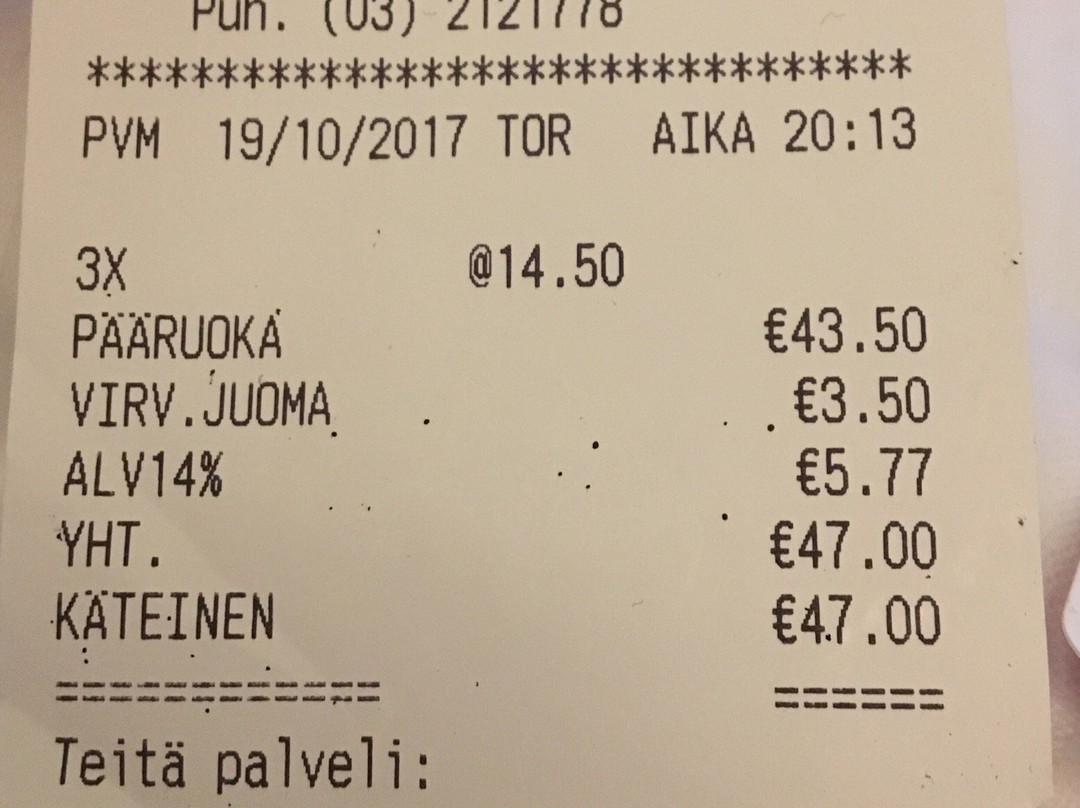 Puh. (03) 2121778
********************************
PVM 19/10/2017 TOR AIKA 20:13
3X @14.50
PÄÄRUOKA €43.50
VIRV.JUOMA €3.50
ALV14% €5.77
YHT. €47.00
KÄTEINEN €47.00
============ ======
Teitä palveli: